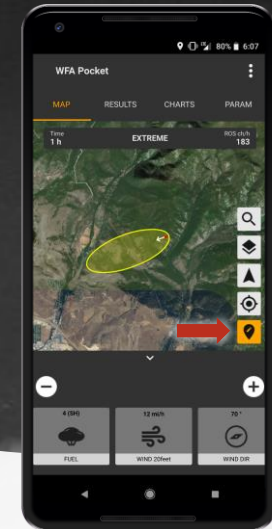 80% 6:07
WFA Pocket
MAP RESULTS CHARTS PARAM
Time EXTREME ROS ch/h
1 h 183
4 (SH) 12 mi/h 70°
FUEL WIND 20feet WIND DIR